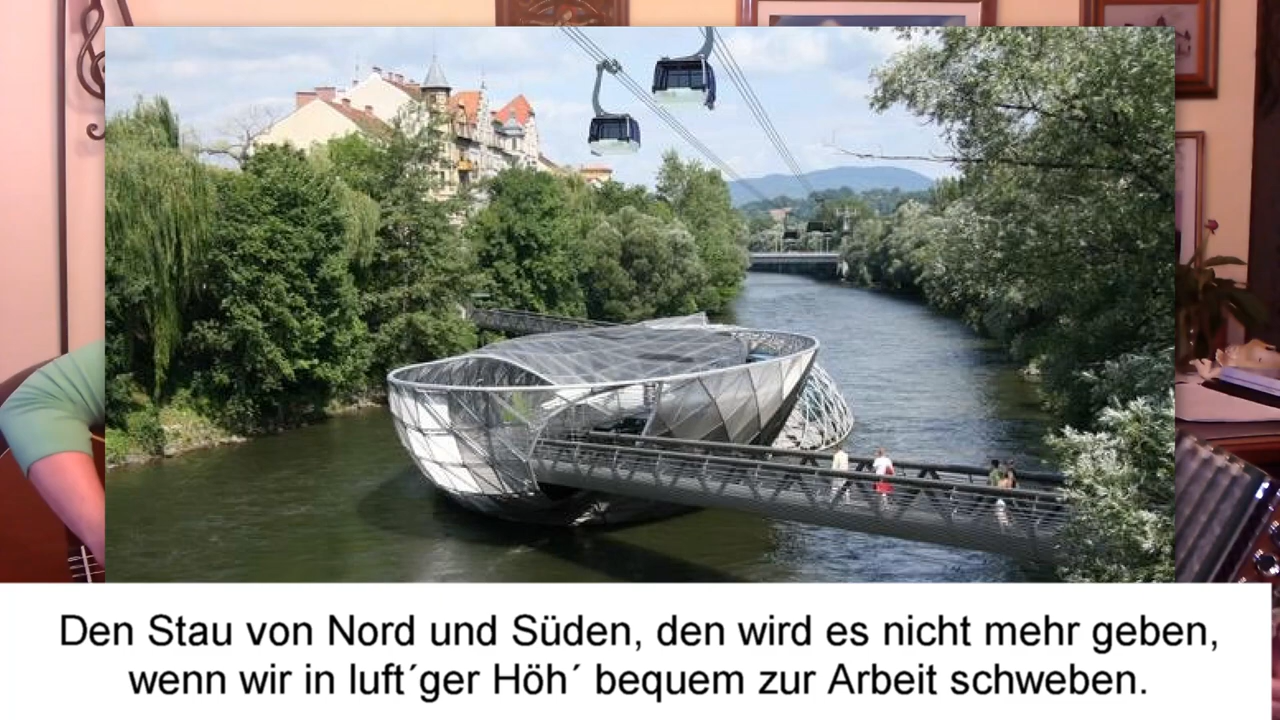 Den Stau von Nord und Süden, den wird es nicht mehr geben,
wenn wir in luft´ger Höh´ bequem zur Arbeit schweben.